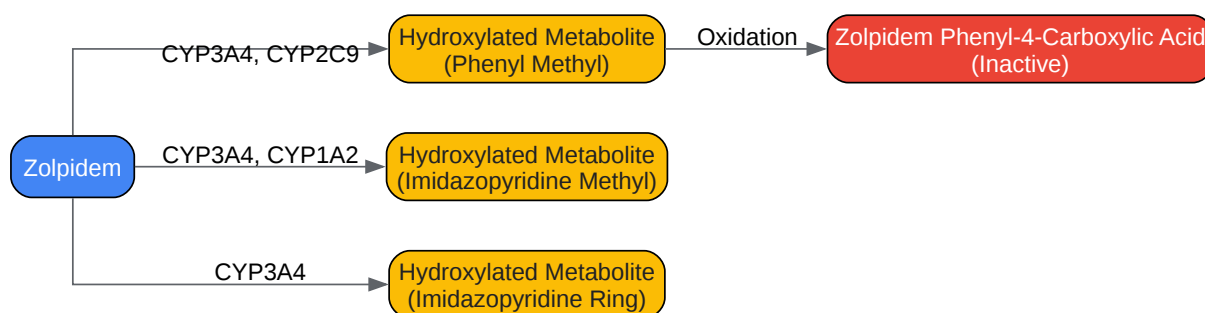 Zolpidem
CYP3A4, CYP2C9
Hydroxylated Metabolite
(Phenyl Methyl)
Oxidation
Zolpidem Phenyl-4-Carboxylic Acid
(Inactive)
CYP3A4, CYP1A2
Hydroxylated Metabolite
(Imidazopyridine Methyl)
CYP3A4
Hydroxylated Metabolite
(Imidazopyridine Ring)